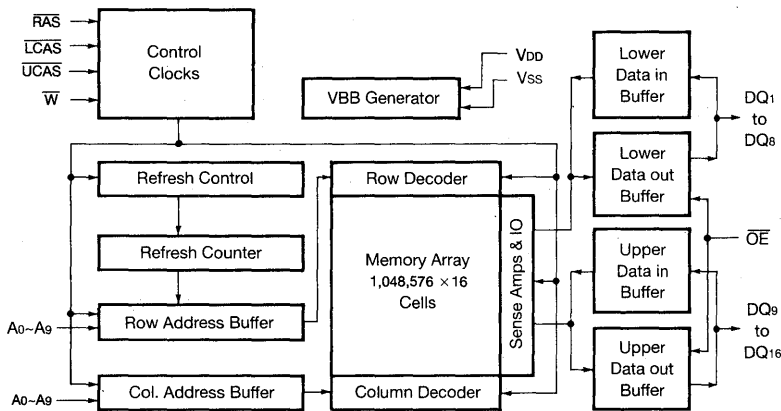 RAS
LCAS
UCAS
W
Control
Clocks
VBB Generator
VDD
VSS
Lower
Data in
Buffer
DQ1
to
DQ8
Lower
Data out
Buffer
Refresh Control
Row Decoder
Refresh Counter
Memory Array
1,048,576 × 16
Cells
Sense Amps & IO
OE
Upper
Data in
Buffer
A0~A9
Row Address Buffer
DQ9
to
DQ16
Upper
Data out
Buffer
A0~A9
Col. Address Buffer
Column Decoder